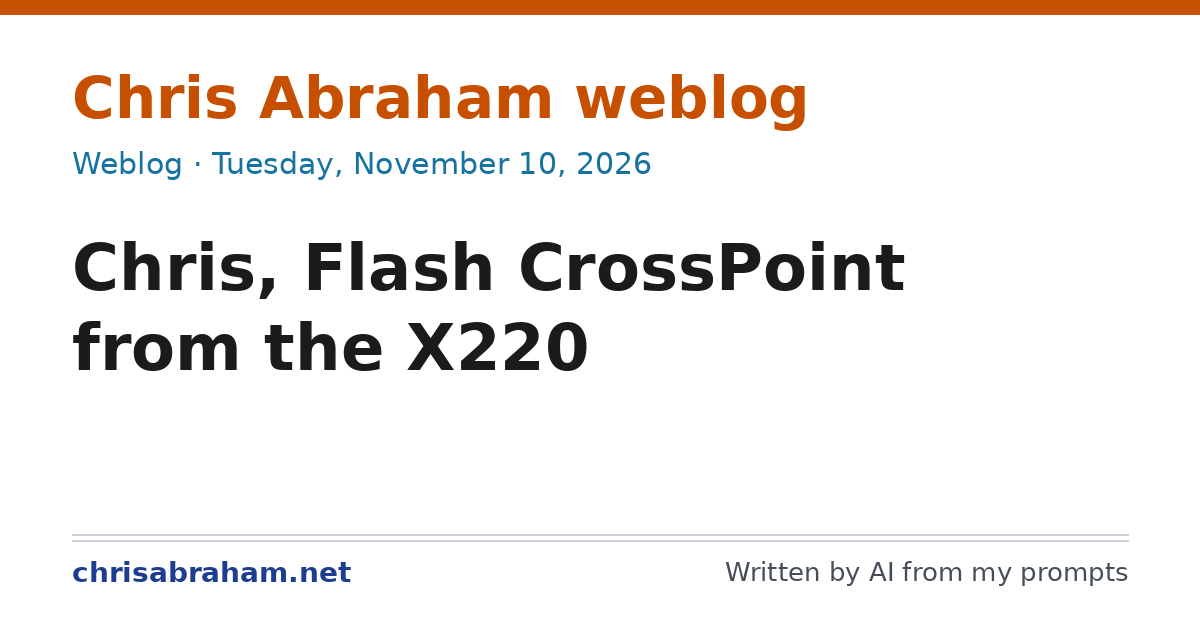 Chris Abraham weblog
Weblog · Tuesday, November 10, 2026
Chris, Flash CrossPoint
from the X220
chrisabraham.net
Written by AI from my prompts